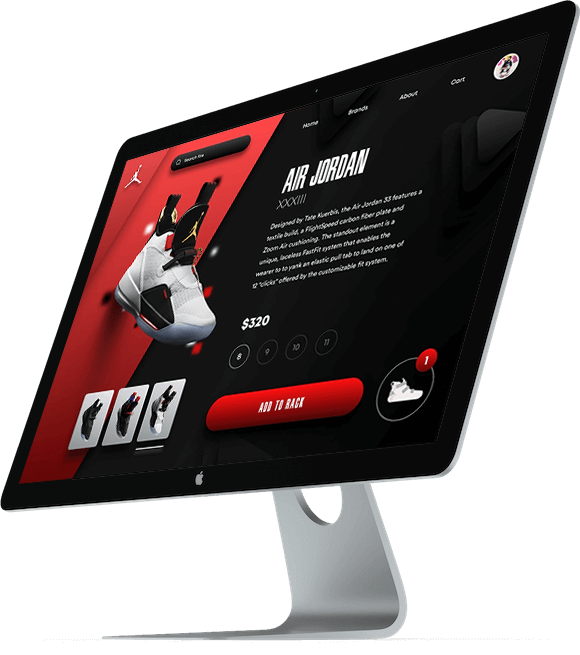 Home Brands About Cart
Search fire
AIR JORDAN
XXXIII
Designed by Tate Kuerbis, the Air Jordan 33 features a
textile build, a FlightSpeed carbon fiber plate and
Zoom Air cushioning. The standout element is a
unique, laceless FastFit system that enables the
wearer to to yank an elastic pull tab to land on one of
12 "clicks" offered by the customizable fit system.
$320
8 9 10 11
1
ADD TO RACK